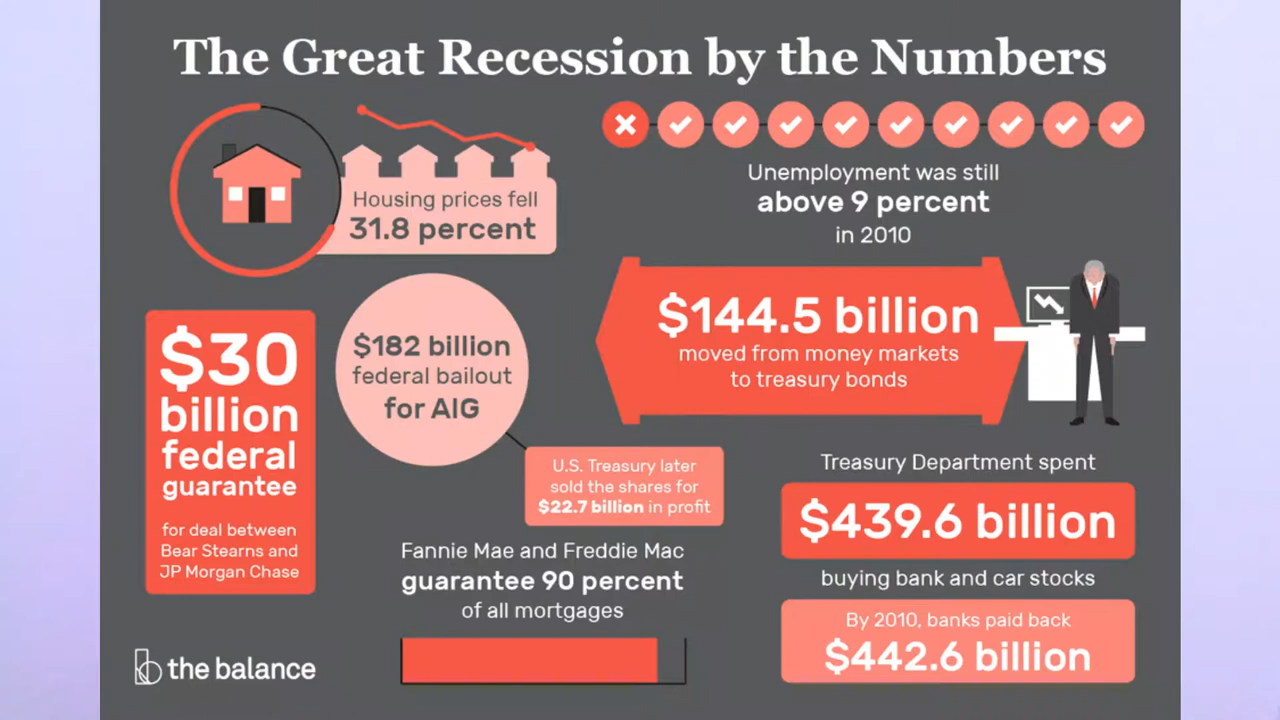 The Great Recession by the Numbers
Housing prices fell
31.8 percent
Unemployment was still
above 9 percent
in 2010
$30
billion
federal
guarantee
for deal between
Bear Stearns and
JP Morgan Chase
$182 billion
federal bailout
for AIG
U.S. Treasury later
sold the shares for
$22.7 billion in profit
$144.5 billion
moved from money markets
to treasury bonds
Fannie Mae and Freddie Mac
guarantee 90 percent
of all mortgages
Treasury Department spent
$439.6 billion
buying bank and car stocks
By 2010, banks paid back
$442.6 billion
the balance